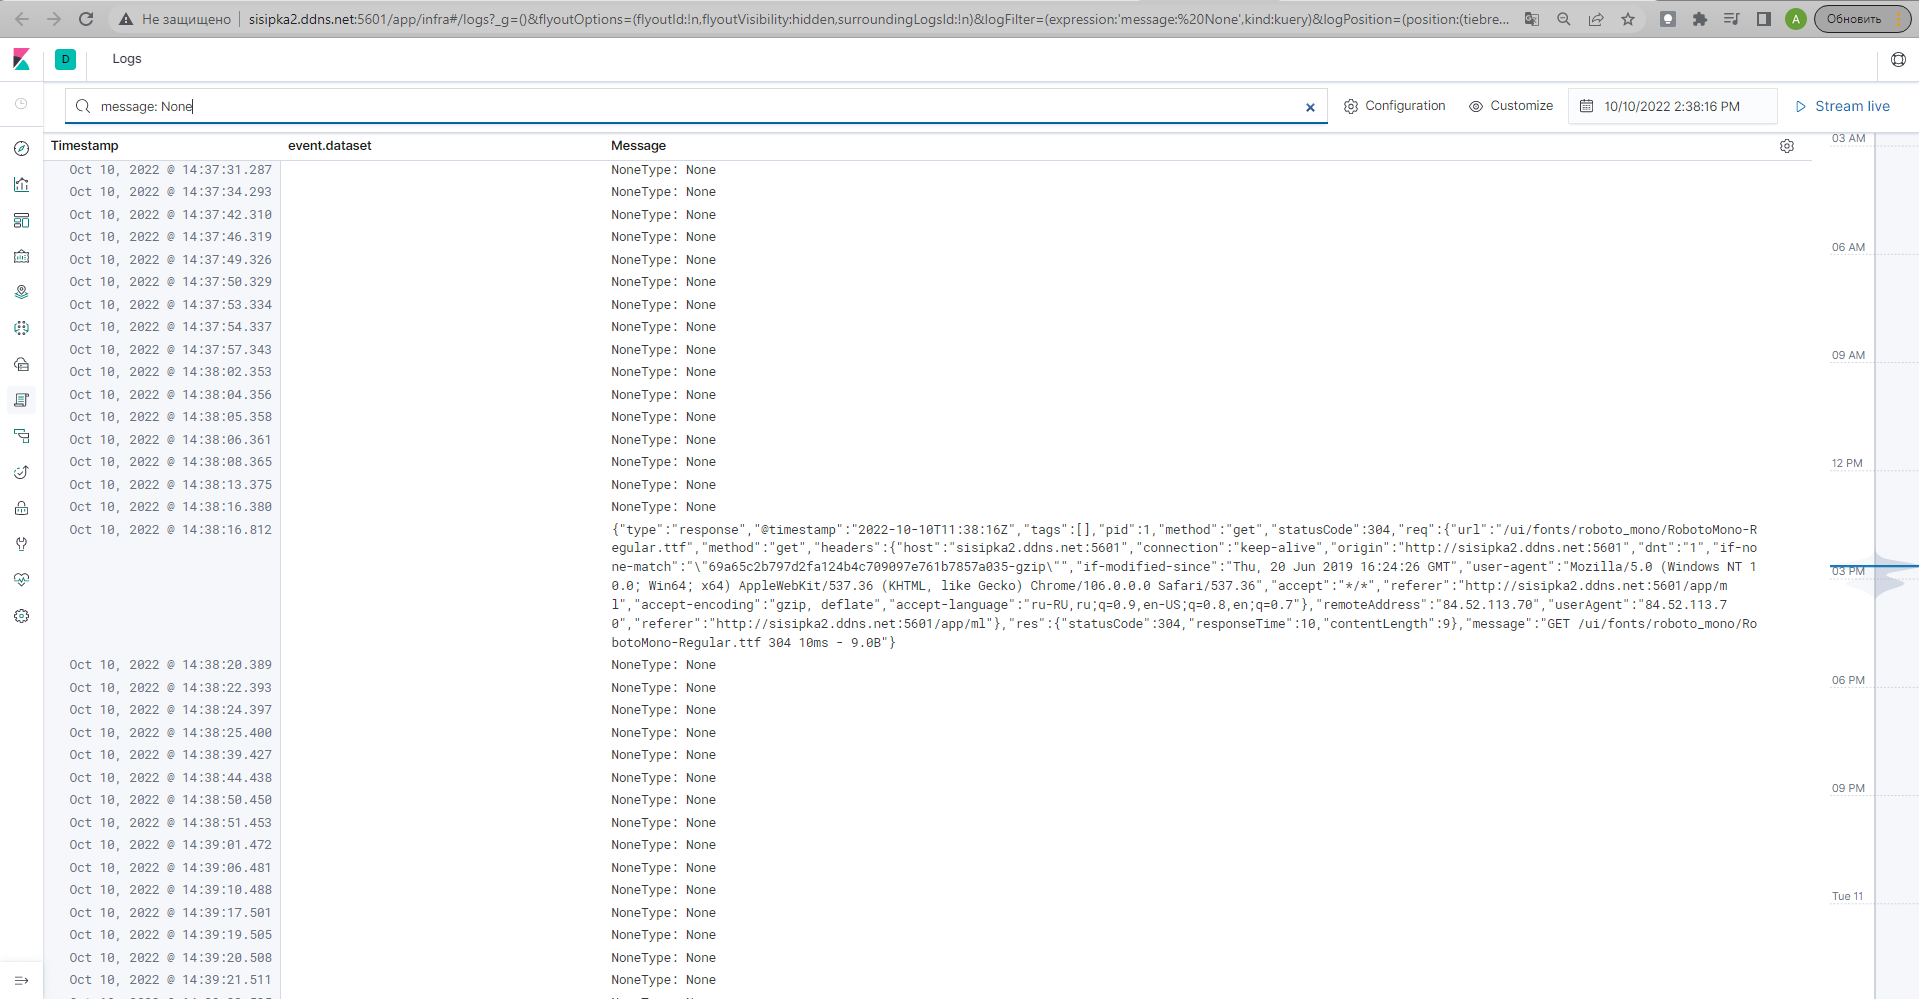 Не защищено
sisipka2.ddns.net:5601/app/infra#/logs?_g=()&flyoutOptions=(flyoutId:!n,flyoutVisibility:hidden,surroundingLogsId:!n)&logFilter=(expression:'message:%20None',kind:kuery)&logPosition=(position:(tiebre...
A
Обновить
D
Logs
message: None
Configuration
Customize
10/10/2022 2:38:16 PM
Stream live
Timestamp event.dataset Message
Oct 10, 2022 @ 14:37:31.287 NoneType: None
Oct 10, 2022 @ 14:37:34.293 NoneType: None
Oct 10, 2022 @ 14:37:42.310 NoneType: None
Oct 10, 2022 @ 14:37:46.319 NoneType: None
Oct 10, 2022 @ 14:37:49.326 NoneType: None
Oct 10, 2022 @ 14:37:50.329 NoneType: None
Oct 10, 2022 @ 14:37:53.334 NoneType: None
Oct 10, 2022 @ 14:37:54.337 NoneType: None
Oct 10, 2022 @ 14:37:57.343 NoneType: None
Oct 10, 2022 @ 14:38:02.353 NoneType: None
Oct 10, 2022 @ 14:38:04.356 NoneType: None
Oct 10, 2022 @ 14:38:05.358 NoneType: None
Oct 10, 2022 @ 14:38:06.361 NoneType: None
Oct 10, 2022 @ 14:38:08.365 NoneType: None
Oct 10, 2022 @ 14:38:13.375 NoneType: None
Oct 10, 2022 @ 14:38:16.380 NoneType: None
Oct 10, 2022 @ 14:38:16.812 {"type":"response","@timestamp":"2022-10-10T11:38:16Z","tags":[],"pid":1,"method":"get","statusCode":304,"req":{"url":"/ui/fonts/roboto_mono/RobotoMono-R
egular.ttf","method":"get","headers":{"host":"sisipka2.ddns.net:5601","connection":"keep-alive","origin":"http://sisipka2.ddns.net:5601","dnt":"1","if-no
ne-match":"\"69a65c2b797d2fa124b4c709097e761b7857a035-gzip\"","if-modified-since":"Thu, 20 Jun 2019 16:24:26 GMT","user-agent":"Mozilla/5.0 (Windows NT 1
0.0; Win64; x64) AppleWebKit/537.36 (KHTML, like Gecko) Chrome/106.0.0.0 Safari/537.36","accept":"*/*","referer":"http://sisipka2.ddns.net:5601/app/m
l","accept-encoding":"gzip, deflate","accept-language":"ru-RU,ru;q=0.9,en-US;q=0.8,en;q=0.7"},"remoteAddress":"84.52.113.70","userAgent":"84.52.113.7
0","referer":"http://sisipka2.ddns.net:5601/app/ml"},"res":{"statusCode":304,"responseTime":10,"contentLength":9},"message":"GET /ui/fonts/roboto_mono/Ro
botoMono-Regular.ttf 304 10ms - 9.0B"}
Oct 10, 2022 @ 14:38:20.389 NoneType: None
Oct 10, 2022 @ 14:38:22.393 NoneType: None
Oct 10, 2022 @ 14:38:24.397 NoneType: None
Oct 10, 2022 @ 14:38:25.400 NoneType: None
Oct 10, 2022 @ 14:38:39.427 NoneType: None
Oct 10, 2022 @ 14:38:44.438 NoneType: None
Oct 10, 2022 @ 14:38:50.450 NoneType: None
Oct 10, 2022 @ 14:38:51.453 NoneType: None
Oct 10, 2022 @ 14:39:01.472 NoneType: None
Oct 10, 2022 @ 14:39:06.481 NoneType: None
Oct 10, 2022 @ 14:39:10.488 NoneType: None
Oct 10, 2022 @ 14:39:17.501 NoneType: None
Oct 10, 2022 @ 14:39:19.505 NoneType: None
Oct 10, 2022 @ 14:39:20.508 NoneType: None
Oct 10, 2022 @ 14:39:21.511 NoneType: None
03 AM
06 AM
09 AM
12 PM
03 PM
06 PM
09 PM
Tue 11